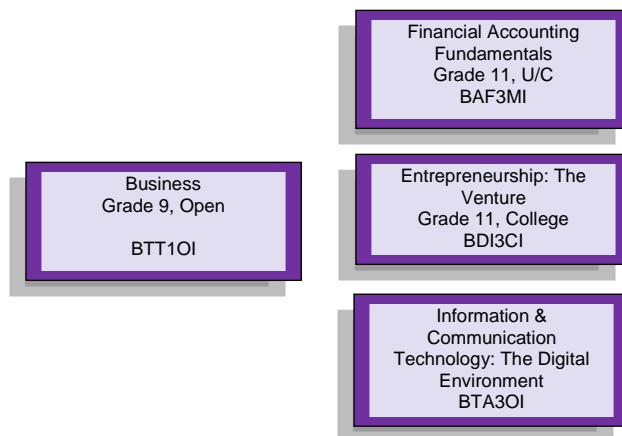 Financial Accounting
Fundamentals
Grade 11, U/C
BAF3MI
Business
Grade 9, Open
BTT1OI
Entrepreneurship: The
Venture
Grade 11, College
BDI3CI
Information &
Communication
Technology: The Digital
Environment
BTA3OI